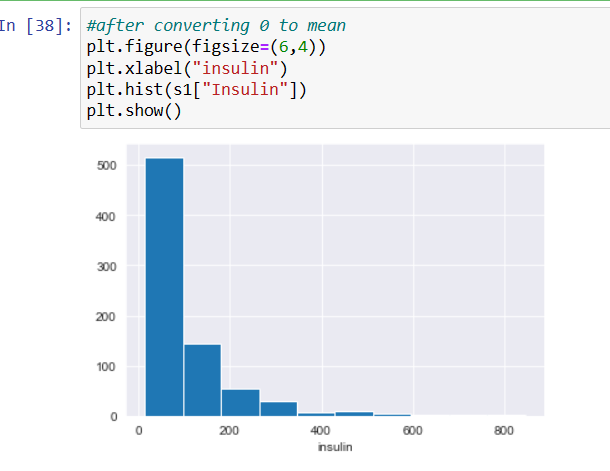 In [38]:
#after converting 0 to mean
plt.figure(figsize=(6,4))
plt.xlabel("insulin")
plt.hist(s1["Insulin"])
plt.show()
500
400
300
200
100
0
0 200 400 600 800
insulin